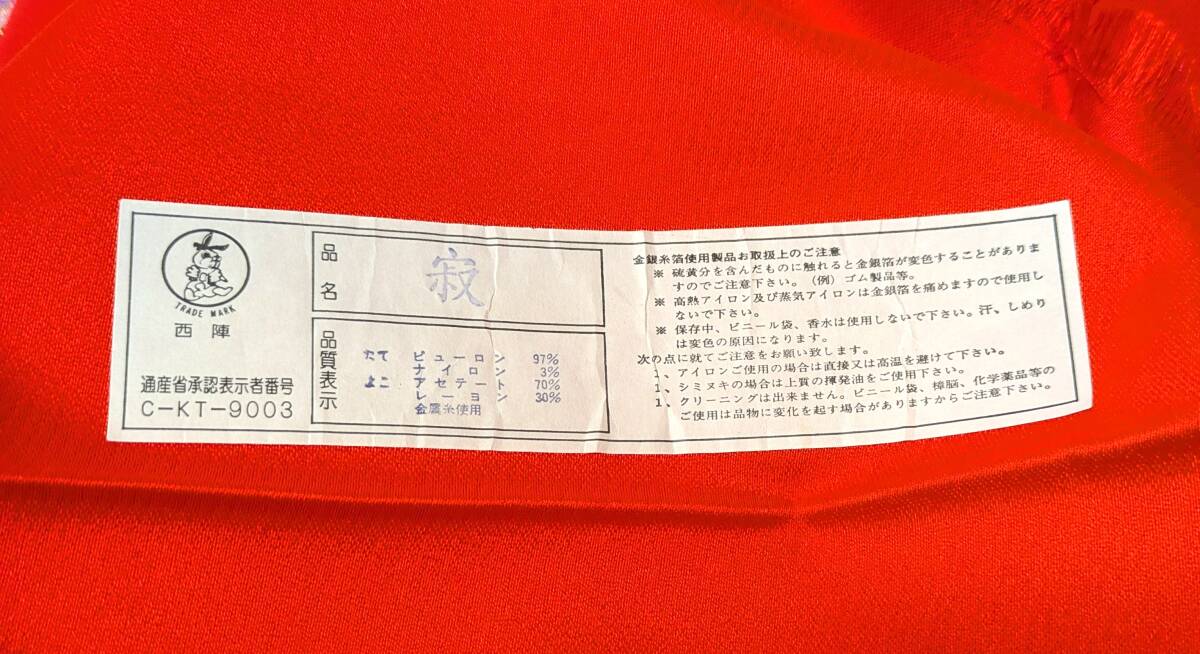 TRADE MARK
西陣
通産省承認表示者番号
C-KT-9003
品名
寂
品質表示
たて ピューロン 97%
ナイロン 3%
よこ アセテート 70%
レーヨン 30%
金属糸使用
金銀糸箔使用製品お取扱上のご注意
※ 硫黄分を含んだものに触れると金銀箔が変色することがありま
すのでご注意下さい。(例)ゴム製品等。
※ 高熱アイロン及び蒸気アイロンは金銀箔を痛めますので使用し
ないで下さい。
※ 保存中、ビニール袋、香水は使用しないで下さい。汗、しめり
は変色の原因になります。
次の点に就てご注意をお願い致します。
1、アイロンご使用の場合は直接又は高温を避けて下さい。
1、シミヌキの場合は上質の揮発油をご使用下さい。
1、クリーニングは出来ません。ビニール袋、樟脳、化学薬品等の
ご使用は品物に変化を起す場合がありますからご注意下さい。